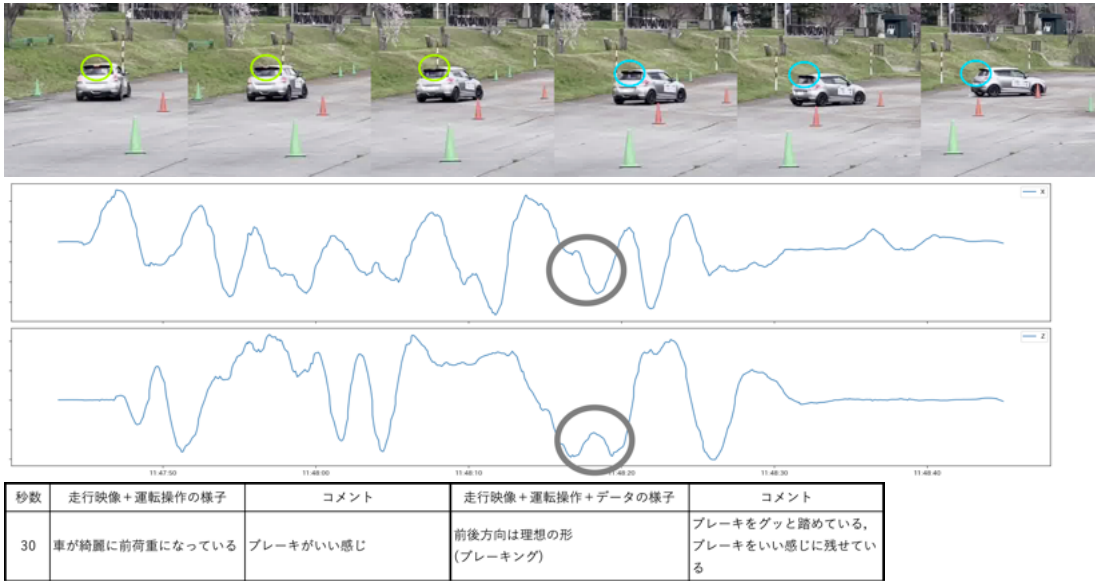 X
Z
11:47:50 11:48:00 11:48:10 11:48:20 11:48:30 11:48:40
秒数 走行映像+運転操作の様子 コメント 走行映像+運転操作+データの様子 コメント
30 車が綺麗に前荷重になっている ブレーキがいい感じ
前後方向は理想の形
(ブレーキング)
ブレーキをグッと踏めている,
ブレーキをいい感じに残せてい
る